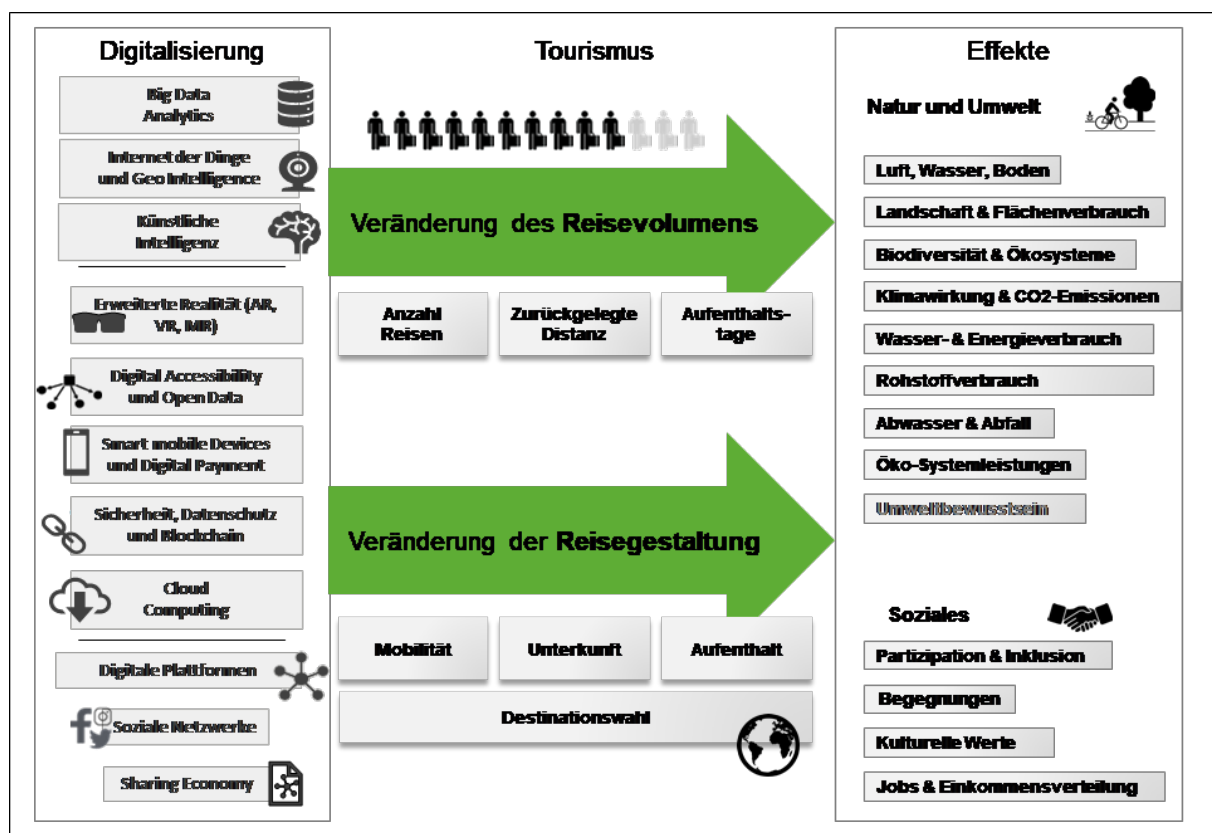 Digitalisierung
Big Data
Analytics
Internet der Dinge
und Geo Intelligence
Künstliche
Intelligenz
Erweiterte Realität (AR,
VR, MR)
Digital Accessibility
und Open Data
Smart mobile Devices
und Digital Payment
Sicherheit, Datenschutz
und Blockchain
Cloud
Computing
Digitale Plattformen
Soziale Netzwerke
Sharing Economy
Tourismus
Veränderung des Reisevolumens
Anzahl
Reisen
Zurückgelegte
Distanz
Aufenthalts-
tage
Veränderung der Reisegestaltung
Mobilität
Unterkunft
Aufenthalt
Destinationswahl
Effekte
Natur und Umwelt
Luft, Wasser, Boden
Landschaft & Flächenverbrauch
Biodiversität & Ökosysteme
Klimawirkung & CO2-Emissionen
Wasser- & Energieverbrauch
Rohstoffverbrauch
Abwasser & Abfall
Öko-Systemleistungen
Umweltbewusstsein
Soziales
Partizipation & Inklusion
Begegnungen
Kulturelle Werte
Jobs & Einkommensverteilung